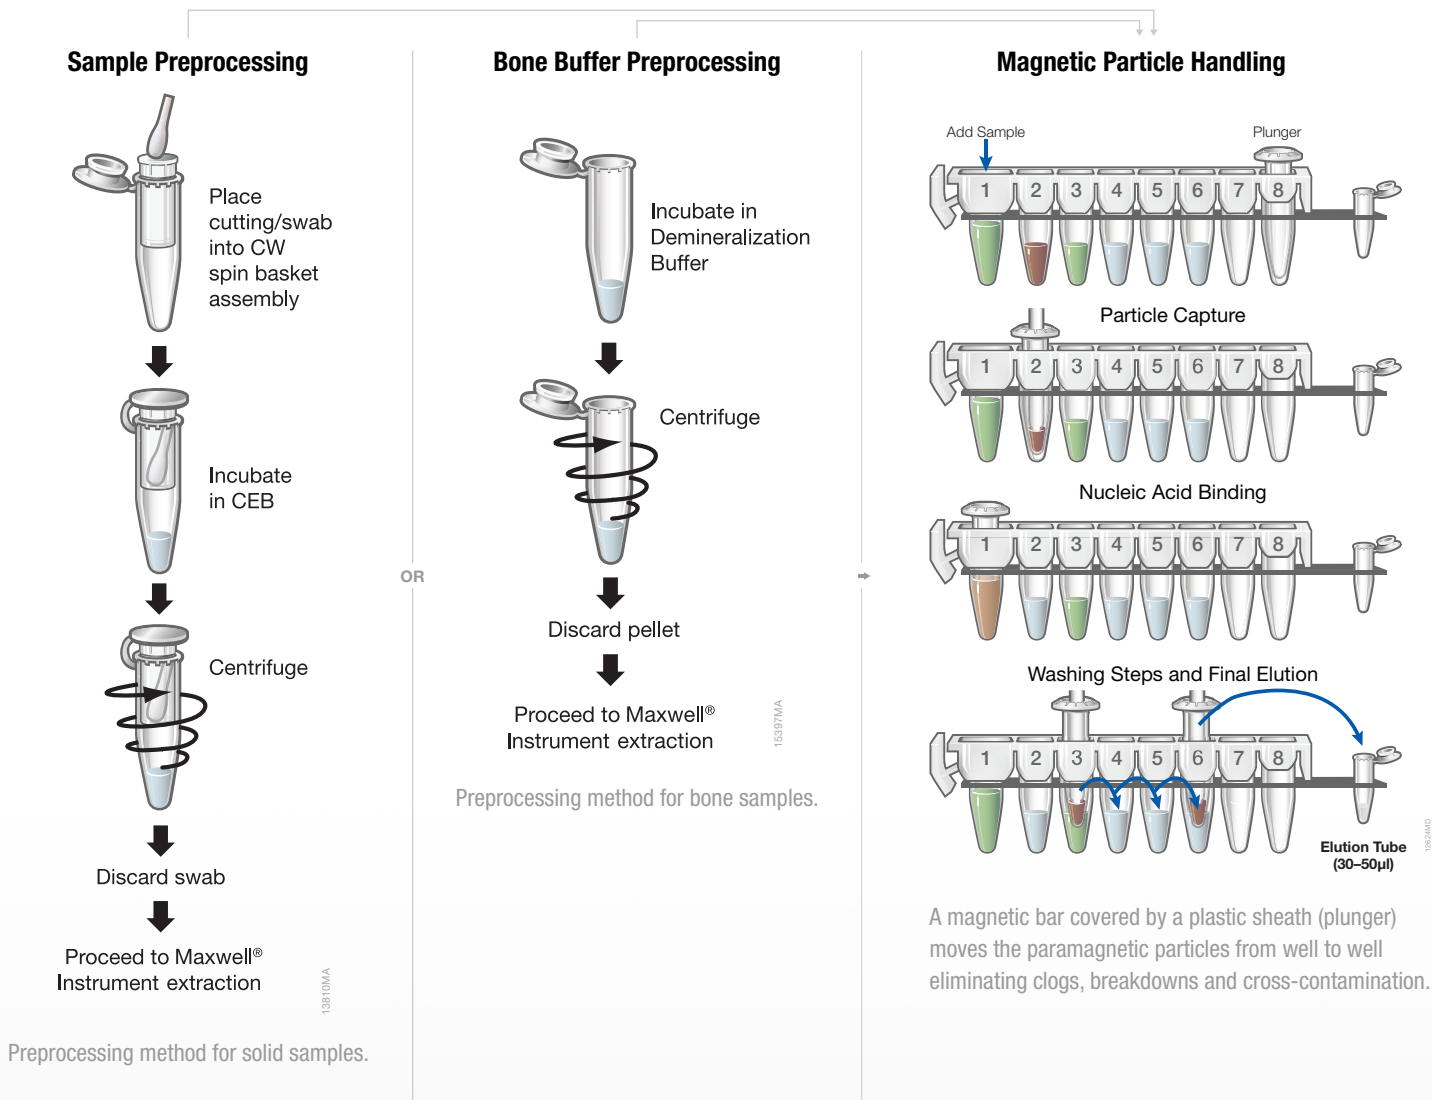 Sample Preprocessing
Place
cutting/swab
into CW
spin basket
assembly
Incubate
in CEB
Centrifuge
Discard swab
Proceed to Maxwell®
Instrument extraction
13810MA
Preprocessing method for solid samples.
OR
Bone Buffer Preprocessing
Incubate in
Demineralization
Buffer
Centrifuge
Discard pellet
Proceed to Maxwell®
Instrument extraction
15397MA
Preprocessing method for bone samples.
Magnetic Particle Handling
Add Sample
Plunger
1 2 3 4 5 6 7 8
Particle Capture
1 2 3 4 5 6 7 8
Nucleic Acid Binding
1 2 3 4 5 6 7 8
Washing Steps and Final Elution
1 2 3 4 5 6 7 8
Elution Tube
(30–50µl)
12624MD
A magnetic bar covered by a plastic sheath (plunger)
moves the paramagnetic particles from well to well
eliminating clogs, breakdowns and cross-contamination.